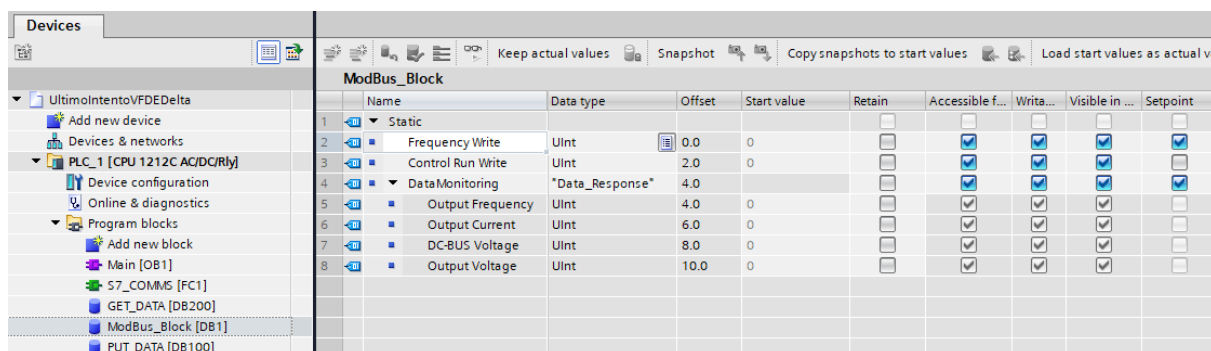 Devices
Keep actual values Snapshot Copy snapshots to start values Load start values as actual v
ModBus_Block
Name Data type Offset Start value Retain Accessible f... Writa... Visible in ... Setpoint
1 Static
2 Frequency Write UInt 0.0 0
3 Control Run Write UInt 2.0 0
4 DataMonitoring "Data_Response" 4.0
5 Output Frequency UInt 4.0 0
6 Output Current UInt 6.0 0
7 DC-BUS Voltage UInt 8.0 0
8 Output Voltage UInt 10.0 0
UltimoIntentoVFDEDelta
Add new device
Devices & networks
PLC_1 [CPU 1212C AC/DC/Rly]
Device configuration
Online & diagnostics
Program blocks
Add new block
Main [OB1]
S7_COMMS [FC1]
GET_DATA [DB200]
ModBus_Block [DB1]
PUT_DATA [DB100]